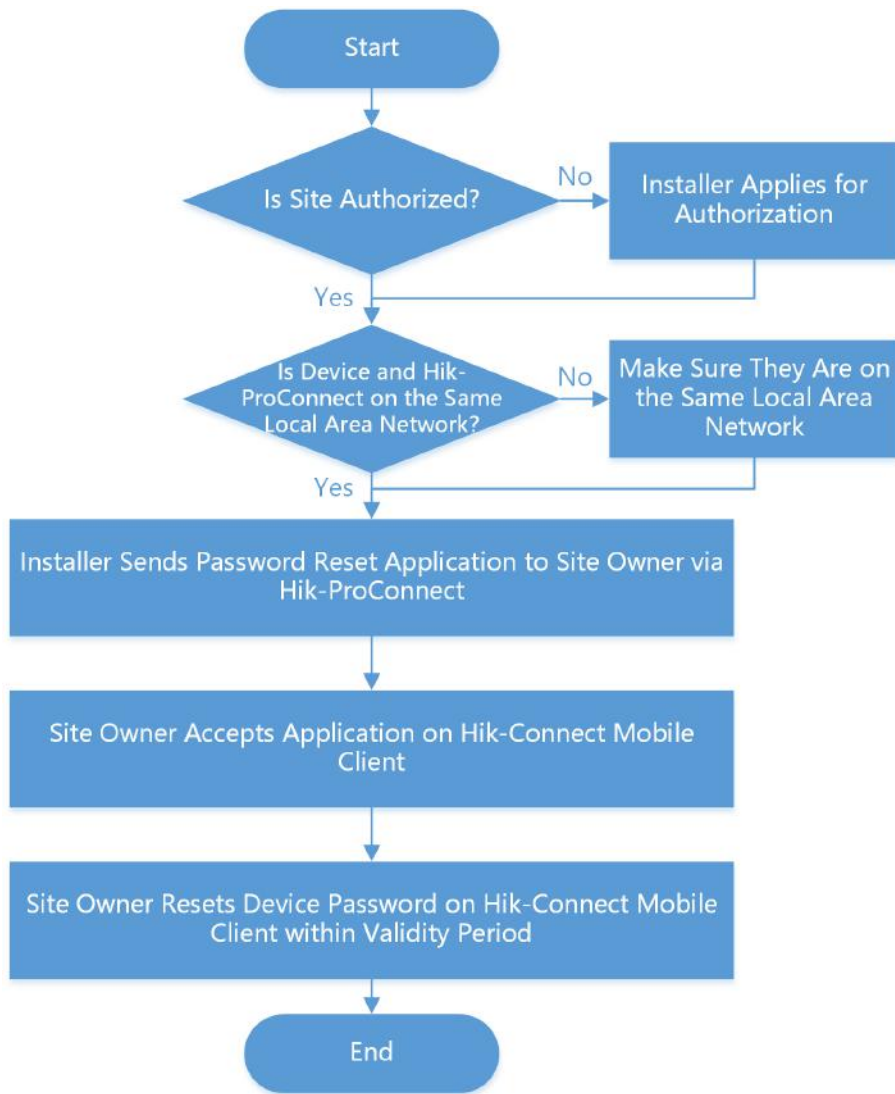 Start
Is Site Authorized?
No
Installer Applies for
Authorization
Yes
Is Device and Hik-
ProConnect on the Same
Local Area Network?
No
Make Sure They Are on
the Same Local Area
Network
Yes
Installer Sends Password Reset Application to Site Owner via
Hik-ProConnect
Site Owner Accepts Application on Hik-Connect Mobile
Client
Site Owner Resets Device Password on Hik-Connect Mobile
Client within Validity Period
End